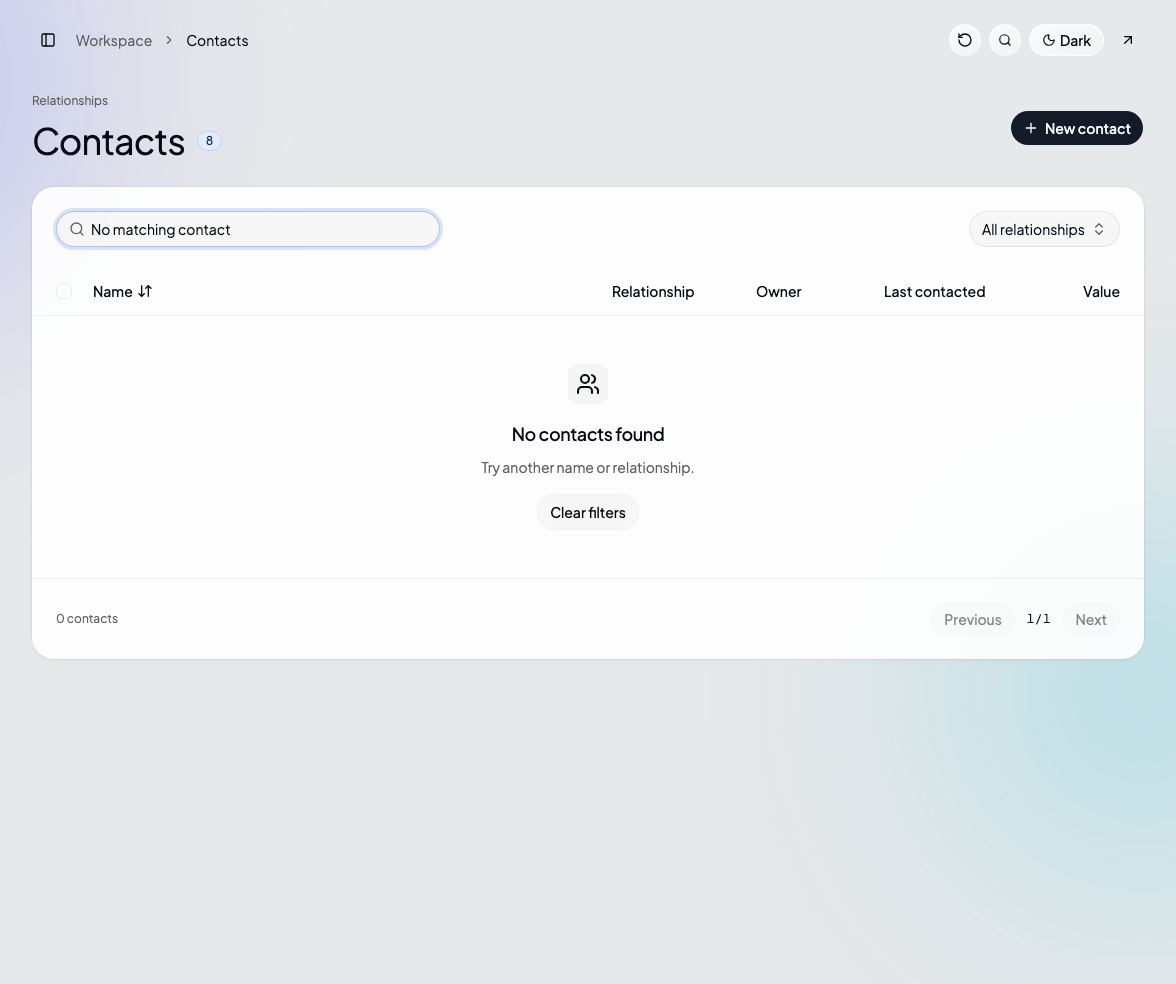 Workspace > Contacts
Dark
Relationships
Contacts 8
New contact
No matching contact
All relationships
Name Relationship Owner Last contacted Value
No contacts found
Try another name or relationship.
Clear filters
0 contacts
Previous 1/1 Next